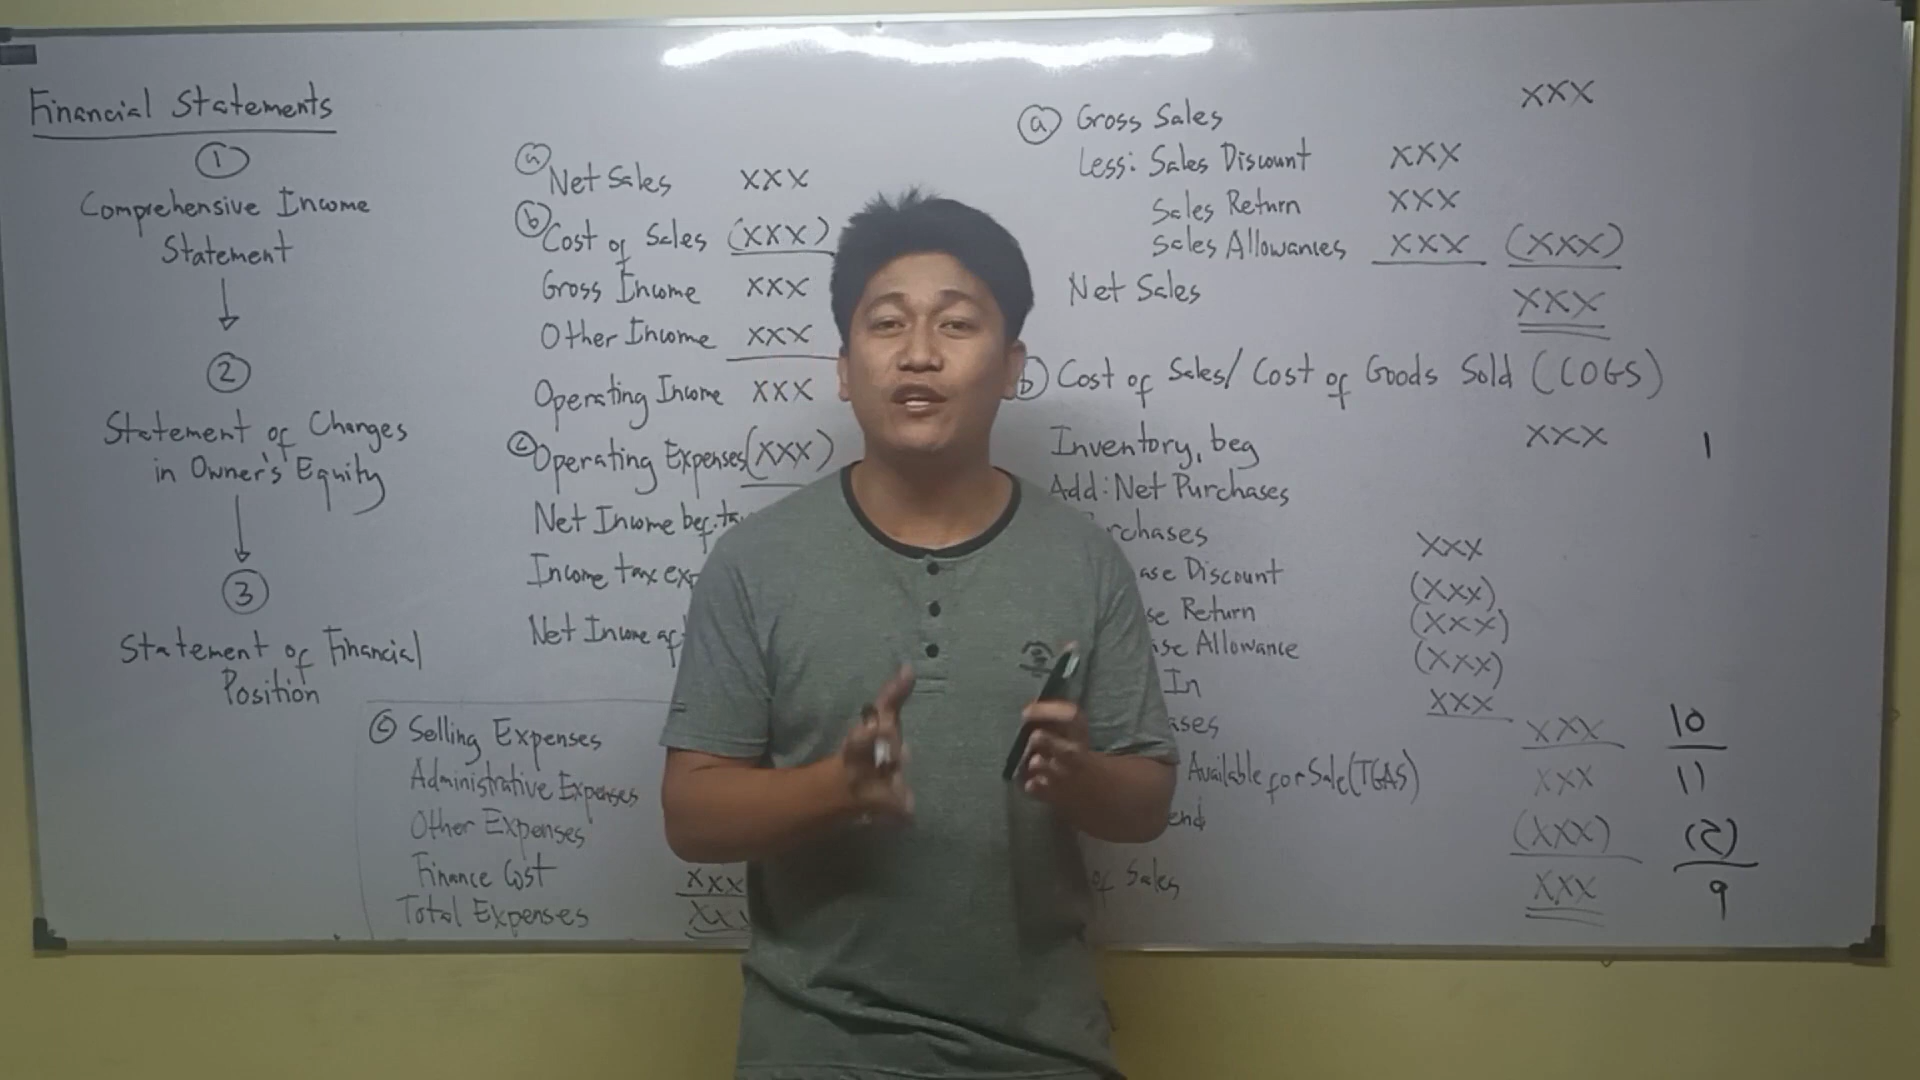 Financial Statements
①
Comprehensive Income
Statement
↓
②
Statement of Changes
in Owner's Equity
↓
③
Statement of Financial
Position
ⓐ Net Sales XXX
ⓑ Cost of Sales (XXX)
Gross Income XXX
Other Income XXX
Operating Income XXX
ⓒ Operating Expenses (XXX)
Net Income bef. ta
Income tax ex
Net Income af
ⓒ Selling Expenses
Administrative Expenses
Other Expenses
Finance Cost XXX
Total Expenses XXX
ⓐ Gross Sales XXX
Less: Sales Discount XXX
Sales Return XXX
Sales Allowances XXX (XXX)
Net Sales XXX
ⓑ Cost of Sales/ Cost of Goods Sold (COGS)
Inventory, beg XXX 1
Add: Net Purchases
rchases XXX
ase Discount (XXX)
se Return (XXX)
ase Allowance (XXX)
In XXX
ases XXX 10
Available for Sale (TGAS) XXX 11
end (XXX) (2)
of Sales XXX 9